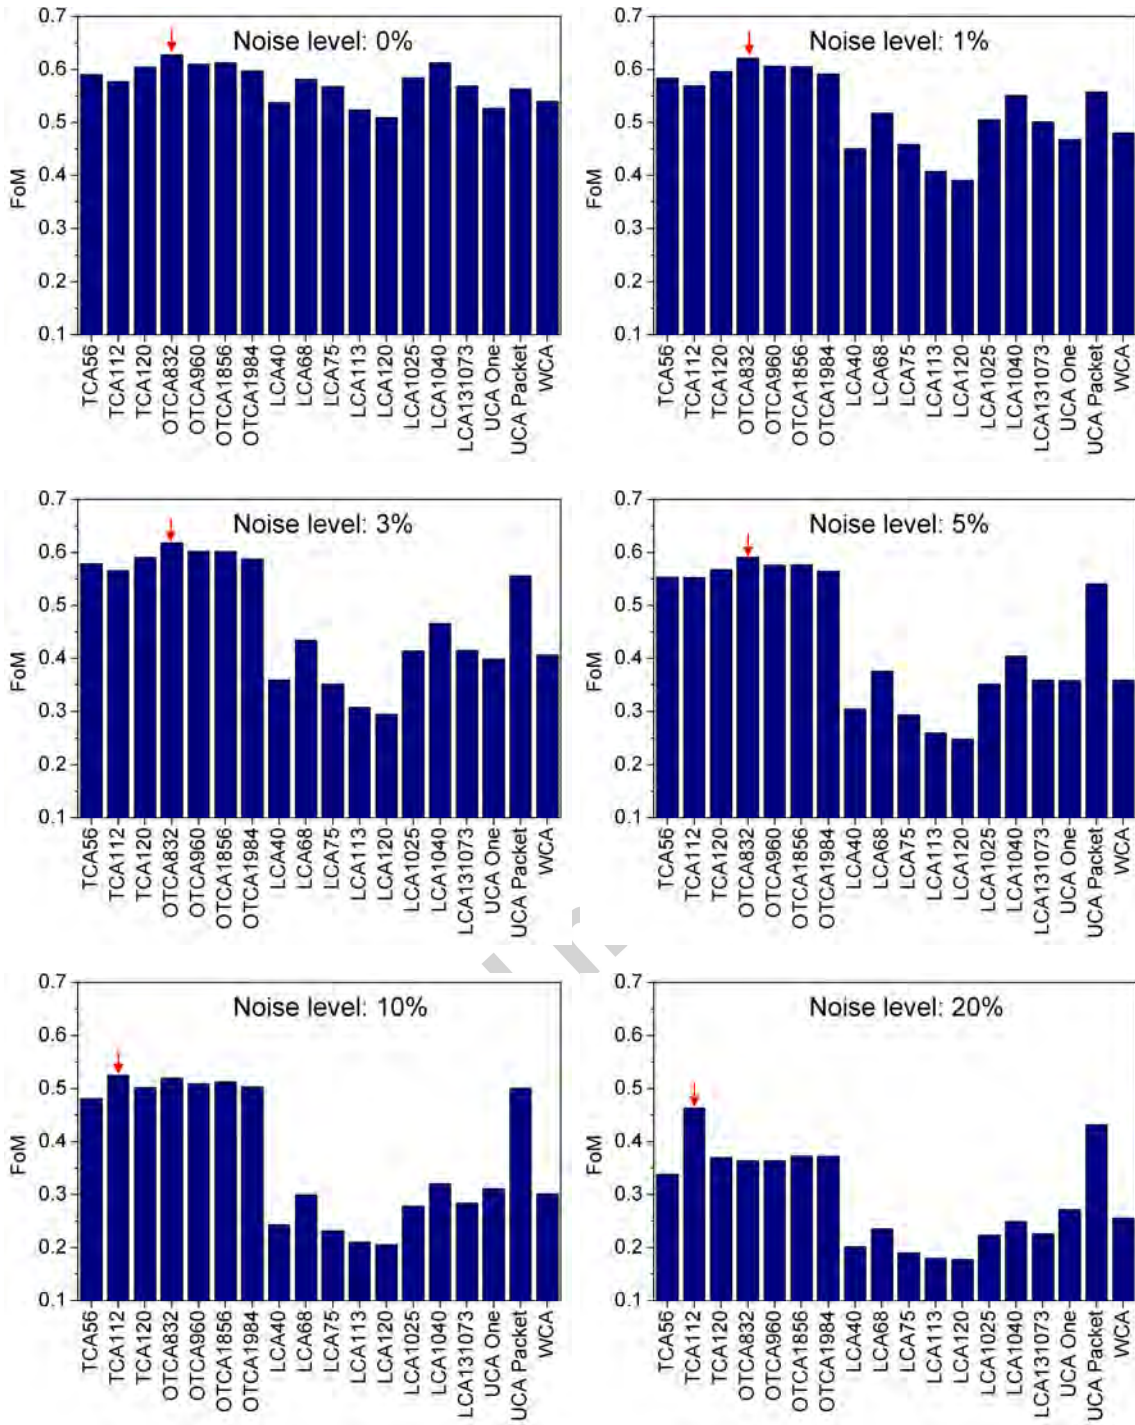 Noise level: 0%
FoM
0.7
0.6
0.5
0.4
0.3
0.2
0.1
TCA56
TCA112
TCA120
OTCA832
OTCA960
OTCA1856
OTCA1984
LCA40
LCA68
LCA75
LCA113
LCA120
LCA1025
LCA1040
LCA131073
UCA One
UCA Packet
WCA
Noise level: 1%
FoM
0.7
0.6
0.5
0.4
0.3
0.2
0.1
TCA56
TCA112
TCA120
OTCA832
OTCA960
OTCA1856
OTCA1984
LCA40
LCA68
LCA75
LCA113
LCA120
LCA1025
LCA1040
LCA131073
UCA One
UCA Packet
WCA
Noise level: 3%
FoM
0.7
0.6
0.5
0.4
0.3
0.2
0.1
TCA56
TCA112
TCA120
OTCA832
OTCA960
OTCA1856
OTCA1984
LCA40
LCA68
LCA75
LCA113
LCA120
LCA1025
LCA1040
LCA131073
UCA One
UCA Packet
WCA
Noise level: 5%
FoM
0.7
0.6
0.5
0.4
0.3
0.2
0.1
TCA56
TCA112
TCA120
OTCA832
OTCA960
OTCA1856
OTCA1984
LCA40
LCA68
LCA75
LCA113
LCA120
LCA1025
LCA1040
LCA131073
UCA One
UCA Packet
WCA
Noise level: 10%
FoM
0.7
0.6
0.5
0.4
0.3
0.2
0.1
TCA56
TCA112
TCA120
OTCA832
OTCA960
OTCA1856
OTCA1984
LCA40
LCA68
LCA75
LCA113
LCA120
LCA1025
LCA1040
LCA131073
UCA One
UCA Packet
WCA
Noise level: 20%
FoM
0.7
0.6
0.5
0.4
0.3
0.2
0.1
TCA56
TCA112
TCA120
OTCA832
OTCA960
OTCA1856
OTCA1984
LCA40
LCA68
LCA75
LCA113
LCA120
LCA1025
LCA1040
LCA131073
UCA One
UCA Packet
WCA